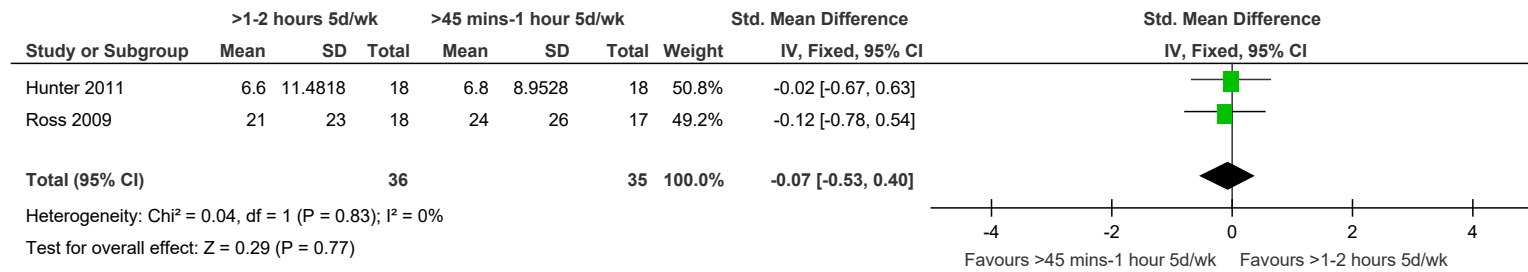 >1-2 hours 5d/wk >45 mins-1 hour 5d/wk Std. Mean Difference Std. Mean Difference
Study or Subgroup Mean SD Total Mean SD Total Weight IV, Fixed, 95% CI IV, Fixed, 95% CI
Hunter 2011 6.6 11.4818 18 6.8 8.9528 18 50.8% -0.02 [-0.67, 0.63]
Ross 2009 21 23 18 24 26 17 49.2% -0.12 [-0.78, 0.54]
Total (95% CI) 36 35 100.0% -0.07 [-0.53, 0.40]
Heterogeneity: Chi² = 0.04, df = 1 (P = 0.83); I² = 0%
Test for overall effect: Z = 0.29 (P = 0.77)
-4 -2 0 2 4
Favours >45 mins-1 hour 5d/wk Favours >1-2 hours 5d/wk